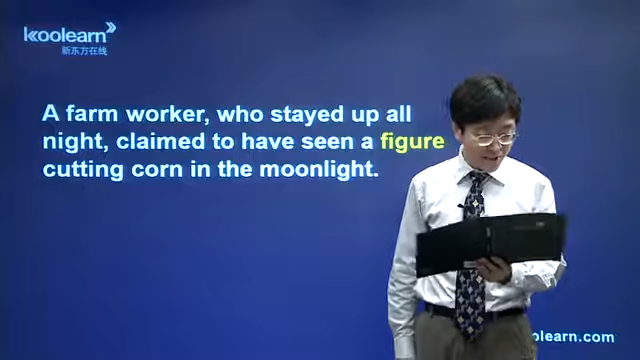 koolearn
新东方在线
A farm worker, who stayed up all
night, claimed to have seen a figure
cutting corn in the moonlight.
olearn.com